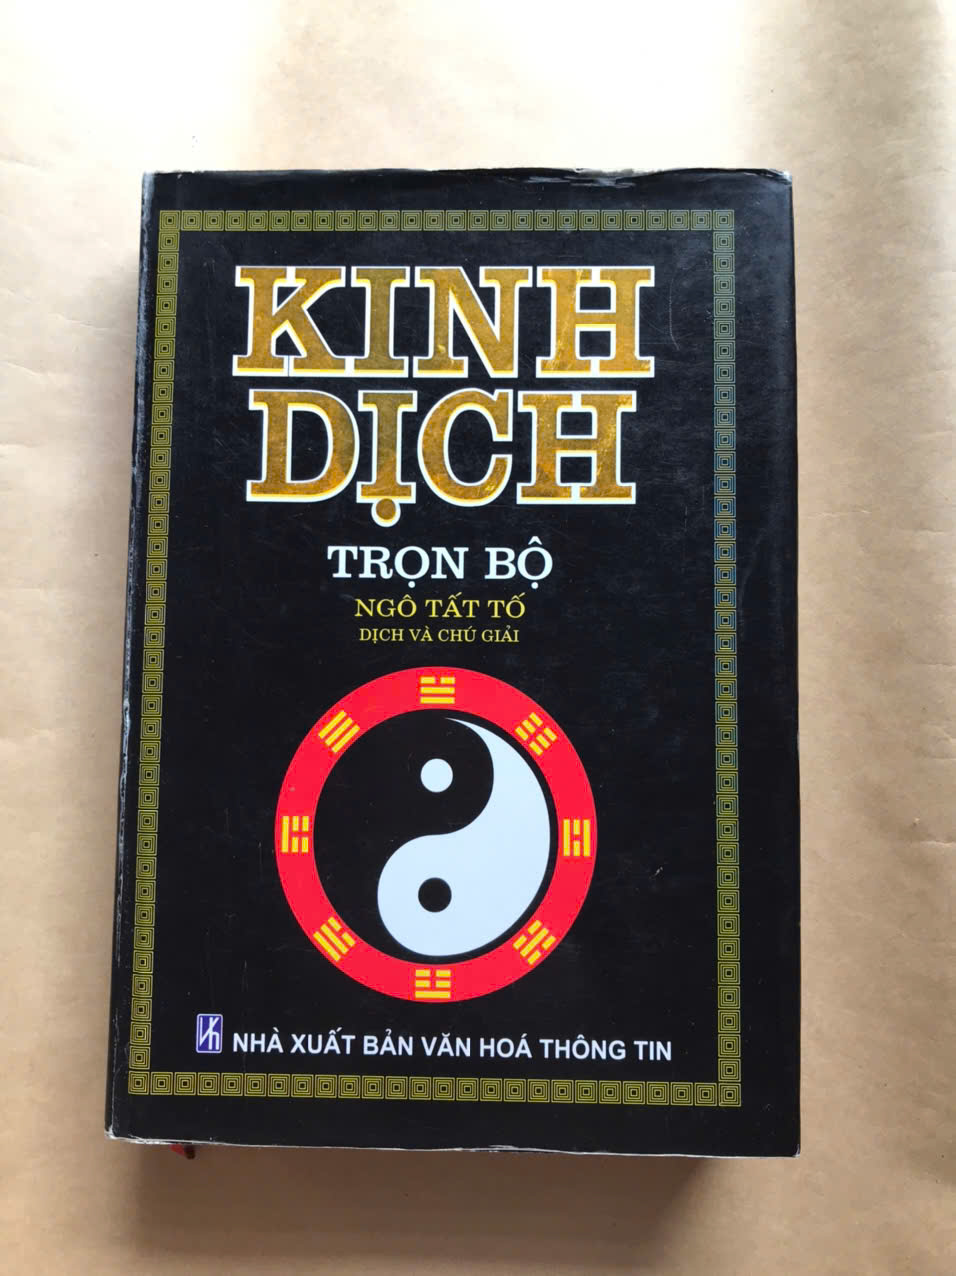 KINH
DỊCH
TRỌN BỘ
NGÔ TẤT TỐ
DỊCH VÀ CHÚ GIẢI
NHÀ XUẤT BẢN VĂN HOÁ THÔNG TIN